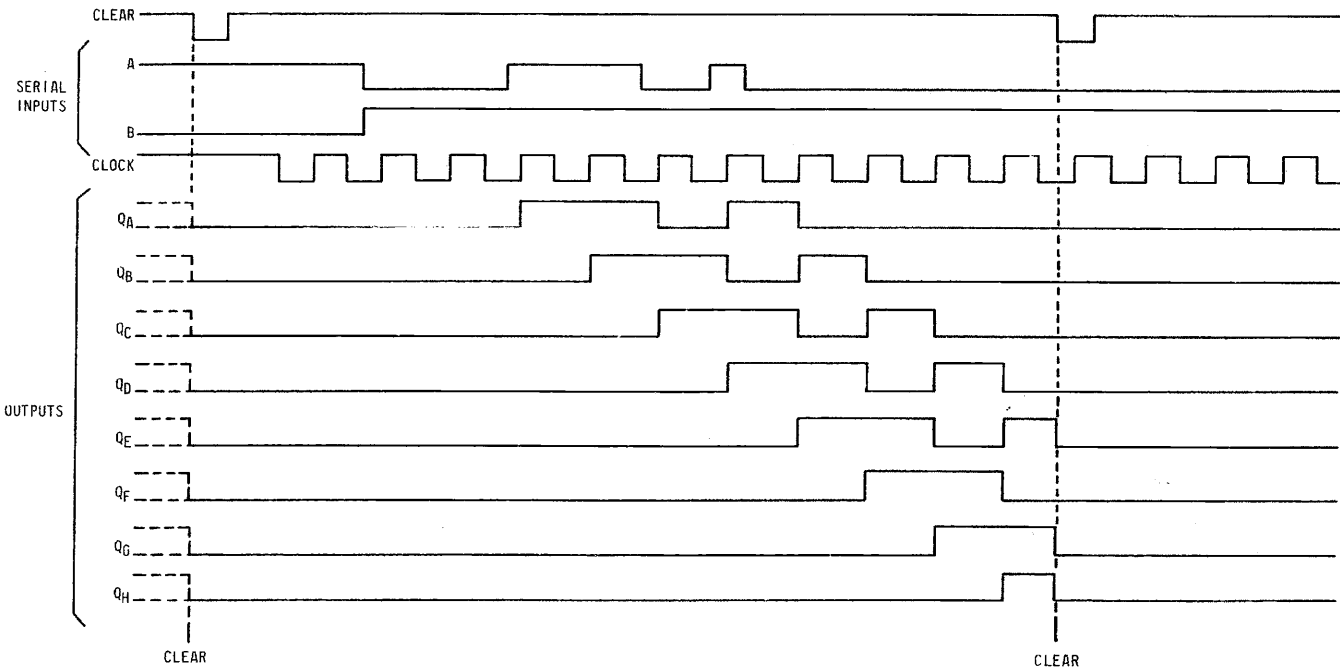 CLEAR
SERIAL
INPUTS
A
B
CLOCK
OUTPUTS
QA
QB
QC
QD
QE
QF
QG
QH
CLEAR
CLEAR